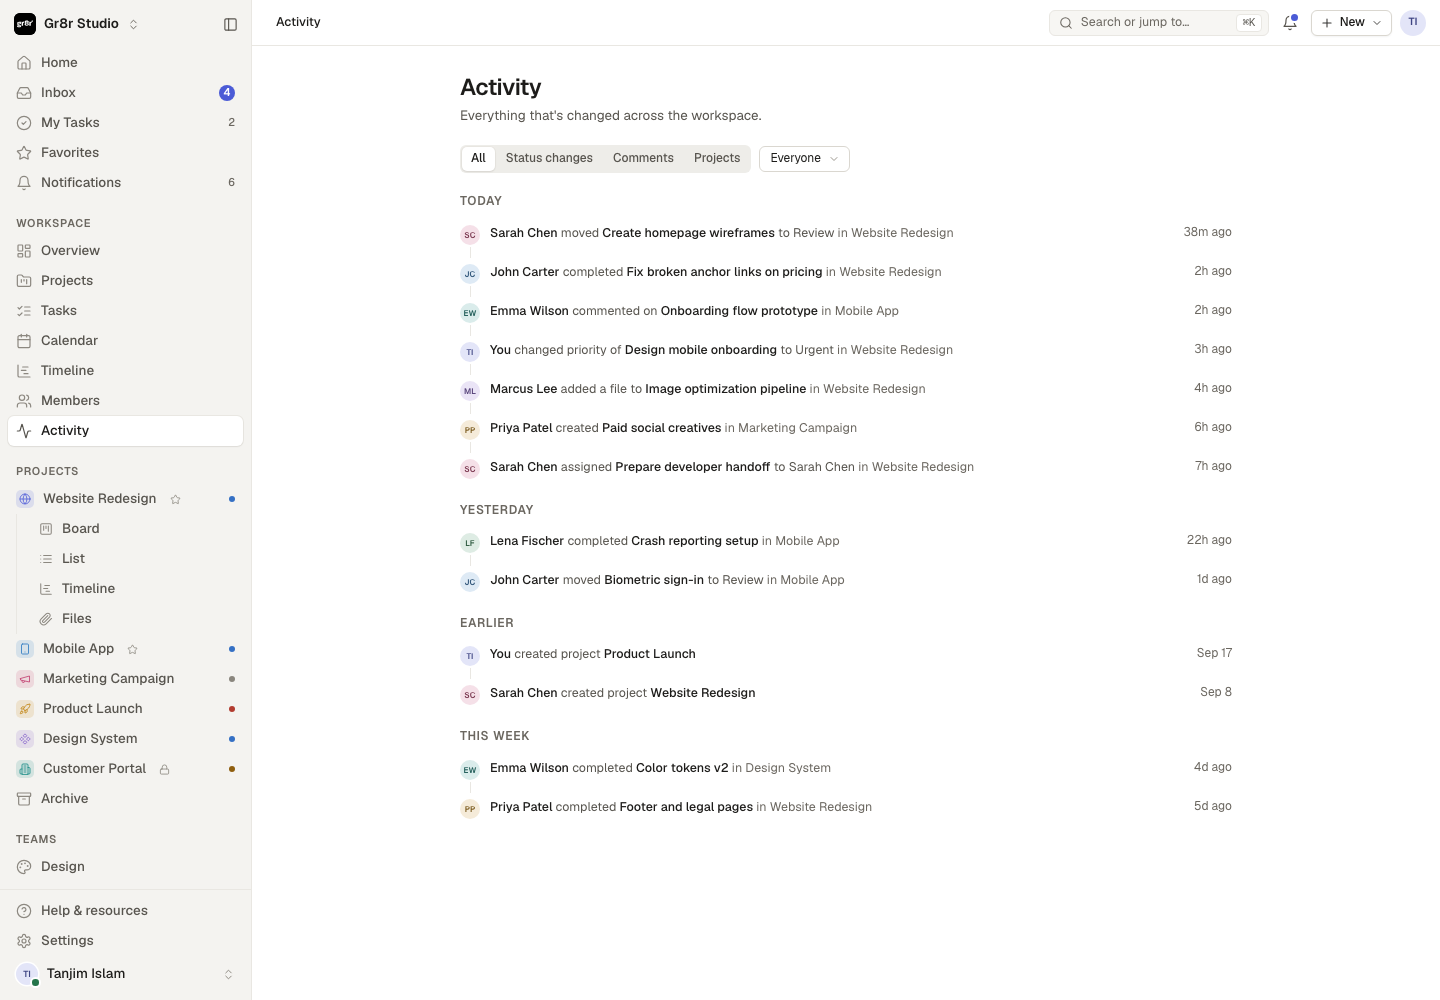 gr8r
Gr8r Studio
Home
Inbox 4
My Tasks 2
Favorites
Notifications 6
WORKSPACE
Overview
Projects
Tasks
Calendar
Timeline
Members
Activity
PROJECTS
Website Redesign
Board
List
Timeline
Files
Mobile App
Marketing Campaign
Product Launch
Design System
Customer Portal
Archive
TEAMS
Design
Help & resources
Settings
TI Tanjim Islam
Activity
Search or jump to... ⌘K
New
TI
Activity
Everything that's changed across the workspace.
All Status changes Comments Projects Everyone
TODAY
SC Sarah Chen moved Create homepage wireframes to Review in Website Redesign 38m ago
JC John Carter completed Fix broken anchor links on pricing in Website Redesign 2h ago
EW Emma Wilson commented on Onboarding flow prototype in Mobile App 2h ago
TI You changed priority of Design mobile onboarding to Urgent in Website Redesign 3h ago
ML Marcus Lee added a file to Image optimization pipeline in Website Redesign 4h ago
PP Priya Patel created Paid social creatives in Marketing Campaign 6h ago
SC Sarah Chen assigned Prepare developer handoff to Sarah Chen in Website Redesign 7h ago
YESTERDAY
LF Lena Fischer completed Crash reporting setup in Mobile App 22h ago
JC John Carter moved Biometric sign-in to Review in Mobile App 1d ago
EARLIER
TI You created project Product Launch Sep 17
SC Sarah Chen created project Website Redesign Sep 8
THIS WEEK
EW Emma Wilson completed Color tokens v2 in Design System 4d ago
PP Priya Patel completed Footer and legal pages in Website Redesign 5d ago